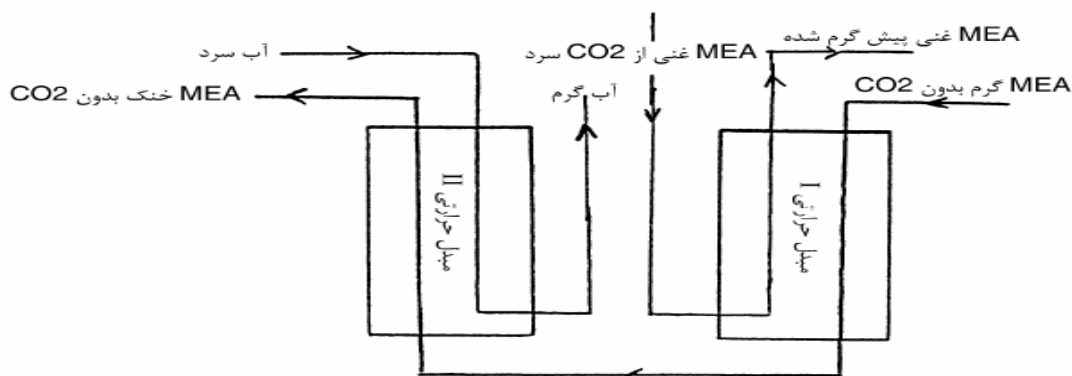 MEA غنی پیش گرم شده
MEA غنی از CO2 سرد
آب سرد
MEA گرم بدون CO2
آب گرم
MEA خنک بدون CO2
مبدل حرارتی I
مبدل حرارتی II